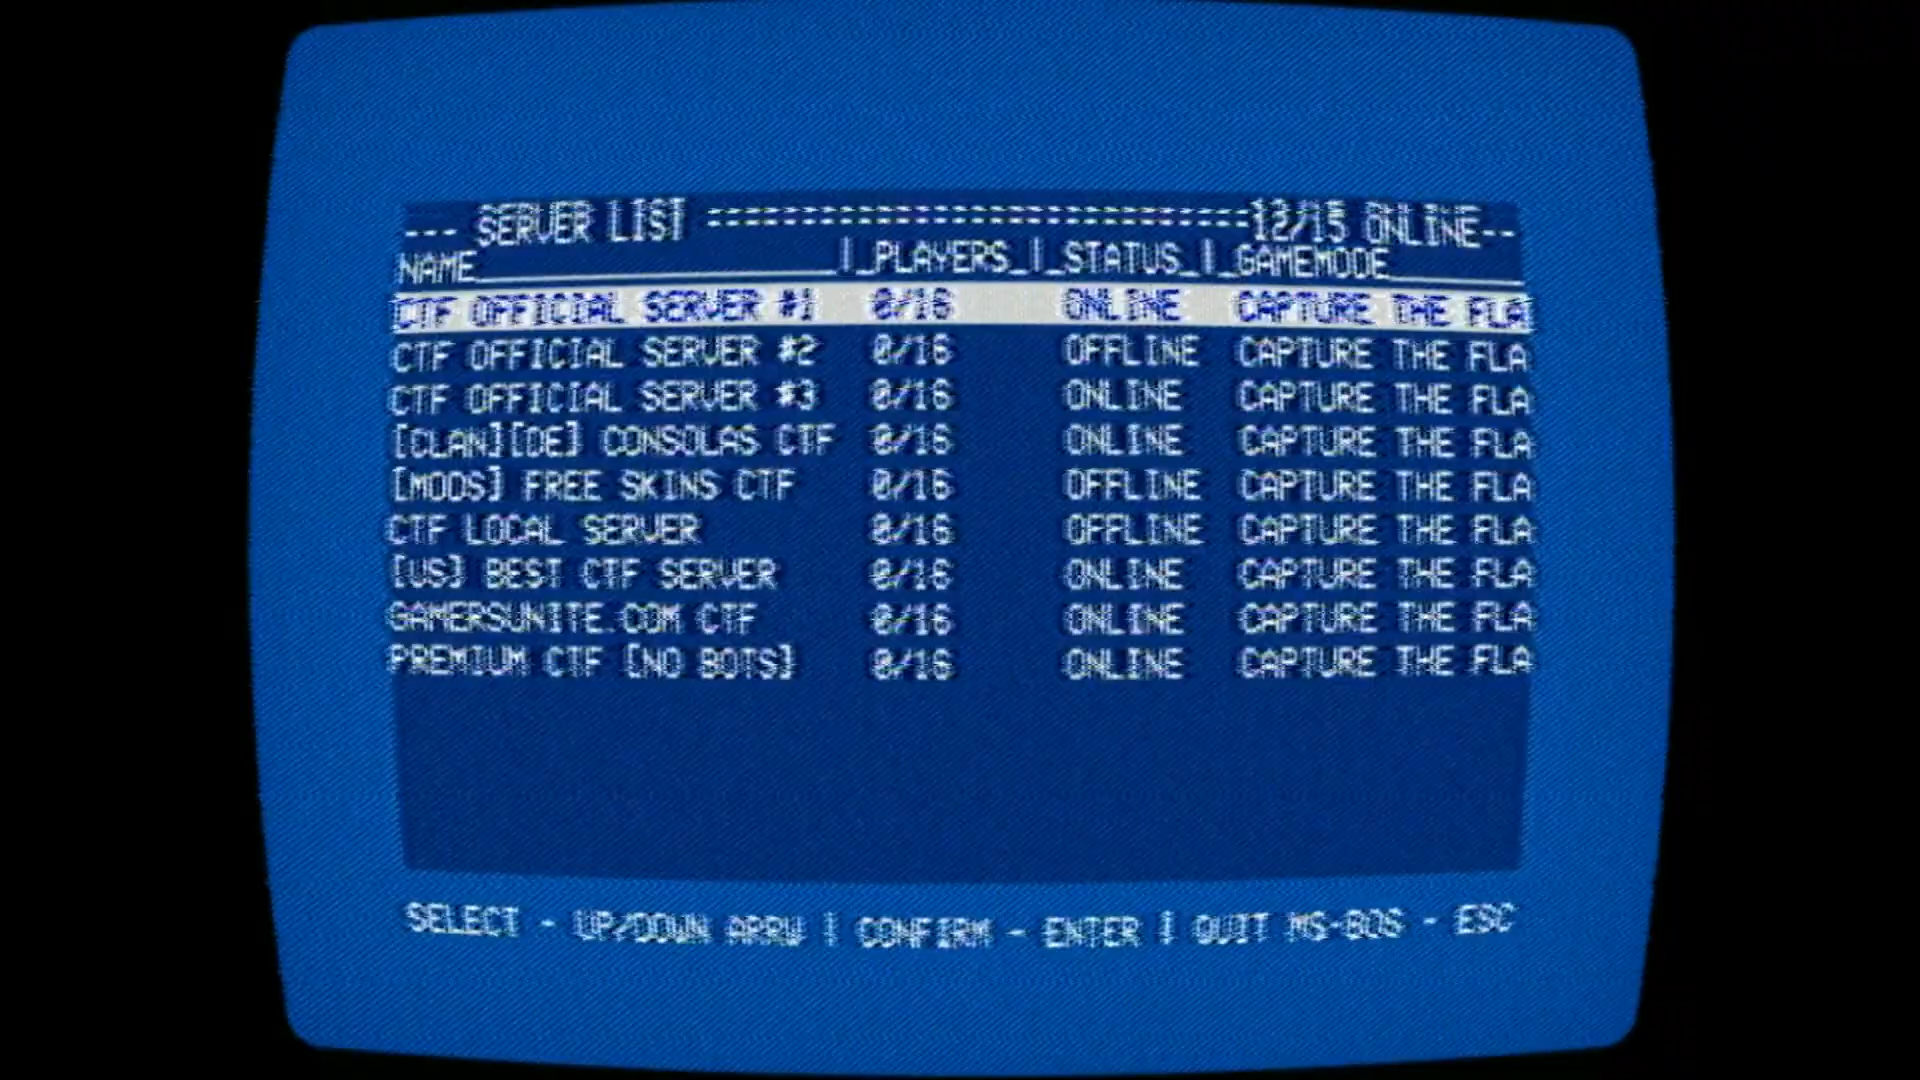 --- SERVER LIST ============================12/15 ONLINE--
NAME__________________|_PLAYERS_|_STATUS_|_GAMEMODE_______
CTF OFFICIAL SERVER #1 0/16 ONLINE CAPTURE THE FLA
CTF OFFICIAL SERVER #2 0/16 OFFLINE CAPTURE THE FLA
CTF OFFICIAL SERVER #3 0/16 ONLINE CAPTURE THE FLA
[CLAN][DE] CONSOLAS CTF 0/16 ONLINE CAPTURE THE FLA
[MODS] FREE SKINS CTF 0/16 OFFLINE CAPTURE THE FLA
CTF LOCAL SERVER 0/16 OFFLINE CAPTURE THE FLA
[US] BEST CTF SERVER 0/16 ONLINE CAPTURE THE FLA
GAMERSUNITE.COM CTF 0/16 ONLINE CAPTURE THE FLA
PREMIUM CTF [NO BOTS] 0/16 ONLINE CAPTURE THE FLA
SELECT - UP/DOWN ARRW | CONFIRM - ENTER | QUIT MS-BOS - ESC